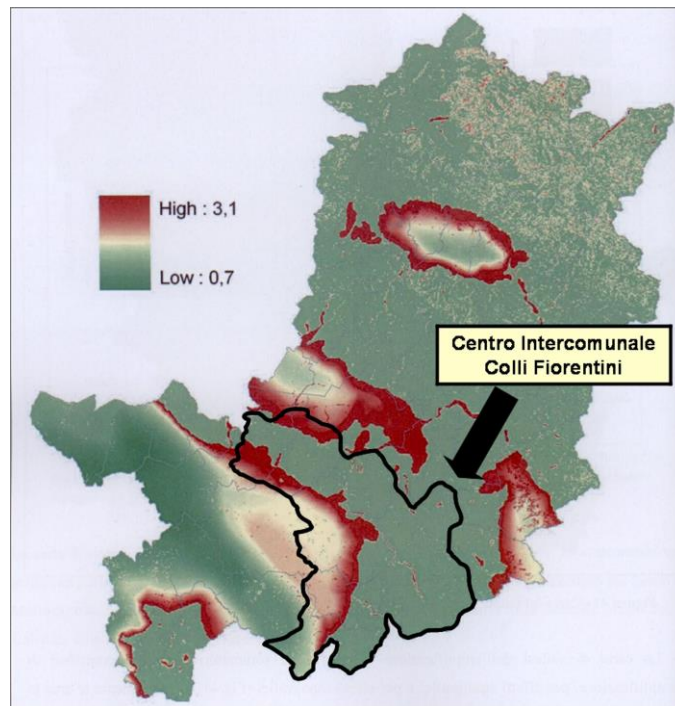 High : 3,1
Low : 0,7
Centro Intercomunale
Colli Fiorentini